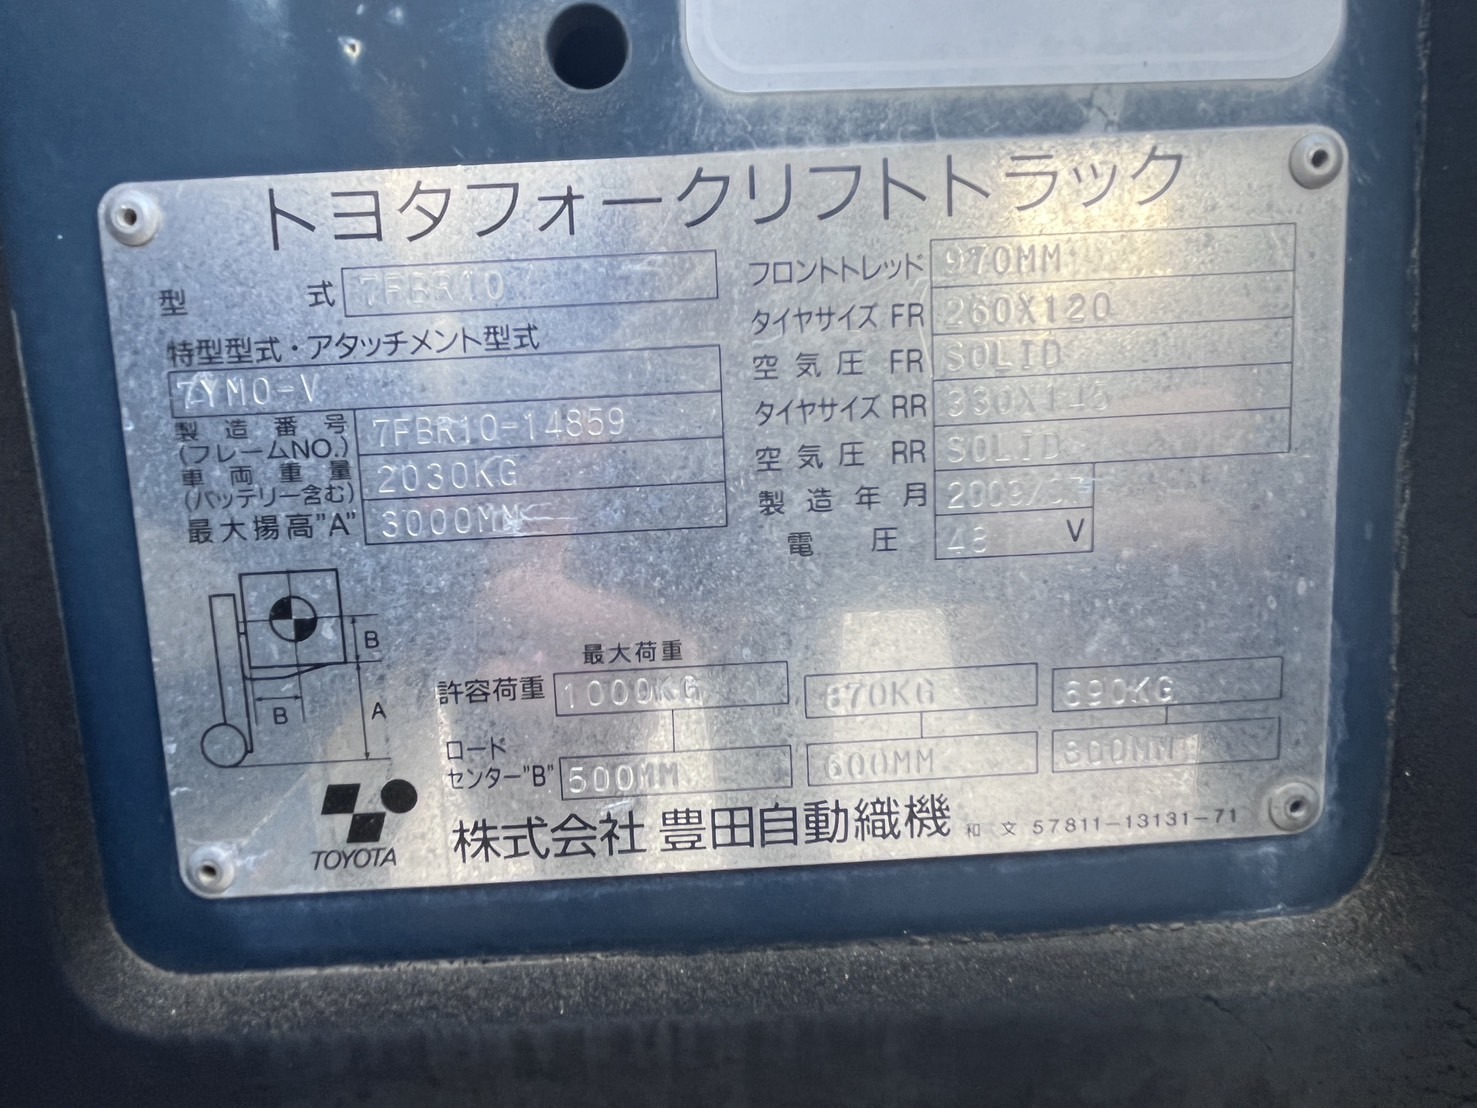 トヨタフォークリフトトラック
型式 7FBR10
特型型式・アタッチメント型式
7YM0-V
製造番号 (フレームNO.) 7FBR10-14859
車両重量 (バッテリー含む) 2030KG
最大揚高"A" 3000MM
フロントトレッド 970MM
タイヤサイズ FR 260X120
空気圧 FR SOLID
タイヤサイズ RR 330X145
空気圧 RR SOLID
製造年月
電圧 48 V
B
B
A
最大荷重
許容荷重 1000KG 870KG 690KG
ロードセンター"B" 500MM 600MM 800MM
TOYOTA
株式会社 豊田自動織機 和文 57811-13131-71